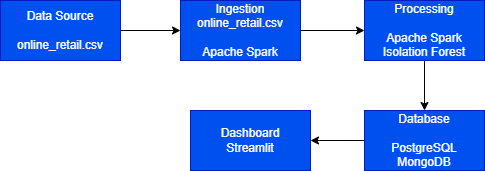 Data Source
online_retail.csv
Ingestion
online_retail.csv
Apache Spark
Processing
Apache Spark
Isolation Forest
Database
PostgreSQL
MongoDB
Dashboard
Streamlit